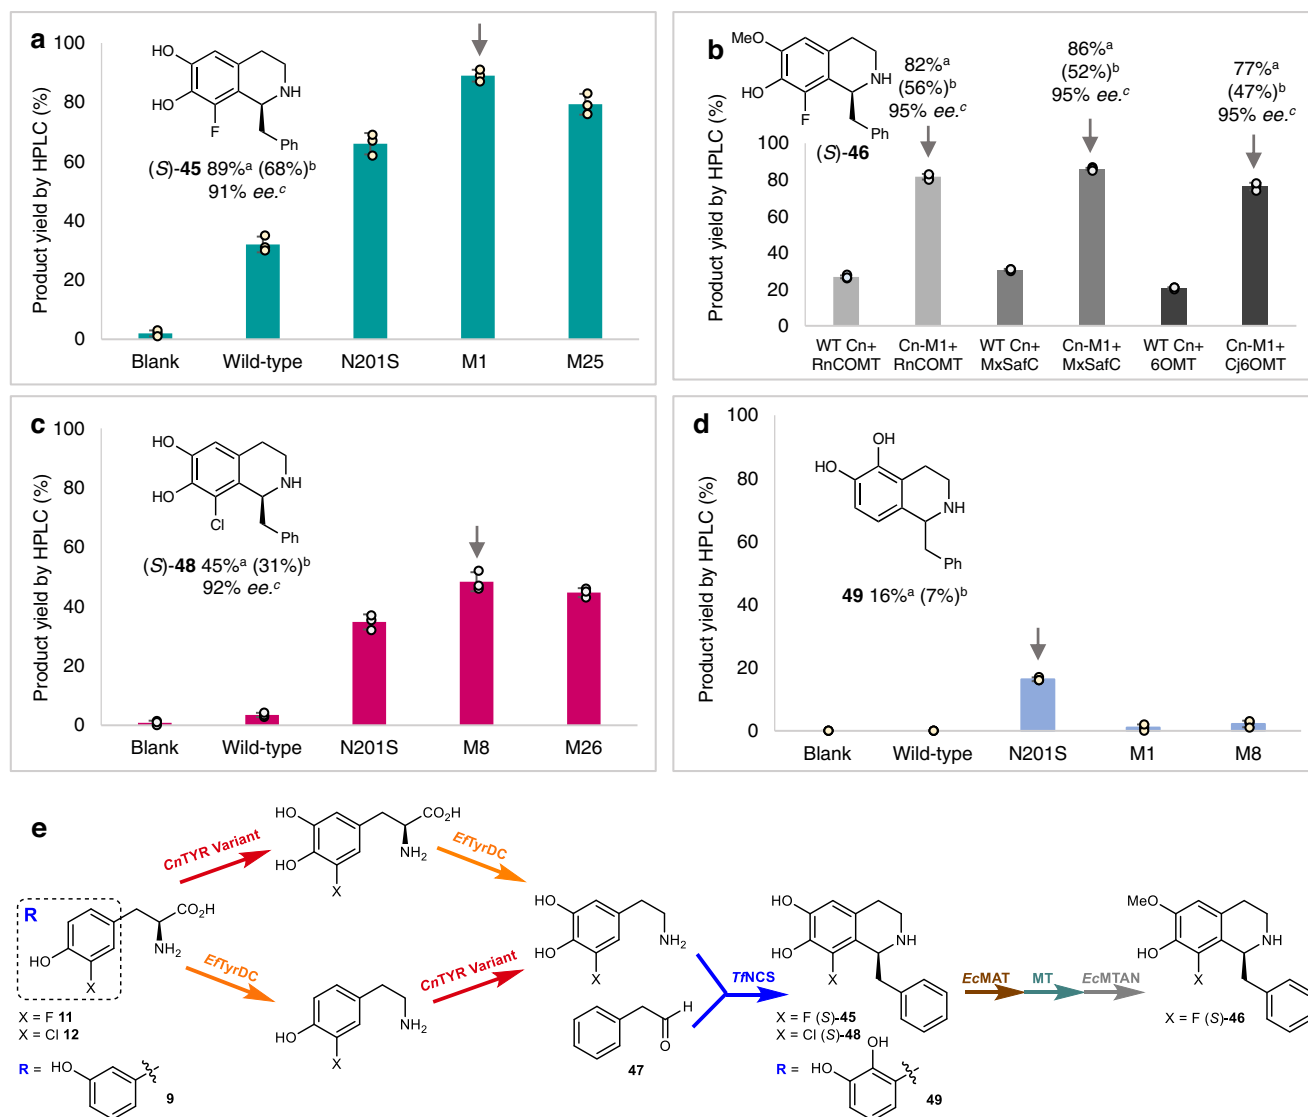 a
Product yield by HPLC (%)
100
80
60
40
20
0
HO
HO
F
NH
Ph
(S)-45 89%ᵃ (68%)ᵇ
91% ee.ᶜ
Blank
Wild-type
N201S
M1
M25
b
Product yield by HPLC (%)
MeO
HO
F
NH
Ph
(S)-46
82%ᵃ
(56%)ᵇ
95% ee.ᶜ
86%ᵃ
(52%)ᵇ
95% ee.ᶜ
77%ᵃ
(47%)ᵇ
95% ee.ᶜ
100
80
60
40
20
0
WT Cn+
RnCOMT
Cn-M1+
RnCOMT
WT Cn+
MxSafC
Cn-M1+
MxSafC
WT Cn+
6OMT
Cn-M1+
Cj6OMT
c
Product yield by HPLC (%)
100
80
60
40
20
0
HO
HO
Cl
NH
Ph
(S)-48 45%ᵃ (31%)ᵇ
92% ee.ᶜ
Blank
Wild-type
N201S
M8
M26
d
Product yield by HPLC (%)
100
80
60
40
20
0
OH
HO
NH
Ph
49 16%ᵃ (7%)ᵇ
Blank
Wild-type
N201S
M1
M8
e
R
HO
X
CO₂H
NH₂
X = F 11
X = Cl 12
R =
HO
9
CnTYR Variant
EfTyrDC
HO
HO
X
CO₂H
NH₂
EfTyrDC
HO
X
NH₂
CnTYR Variant
HO
HO
X
NH₂
H
O
47
TfNCS
HO
HO
X
NH
X = F (S)-45
X = Cl (S)-48
R =
OH
HO
49
EcMAT
MT
EcMTAN
MeO
HO
X
NH
X = F (S)-46